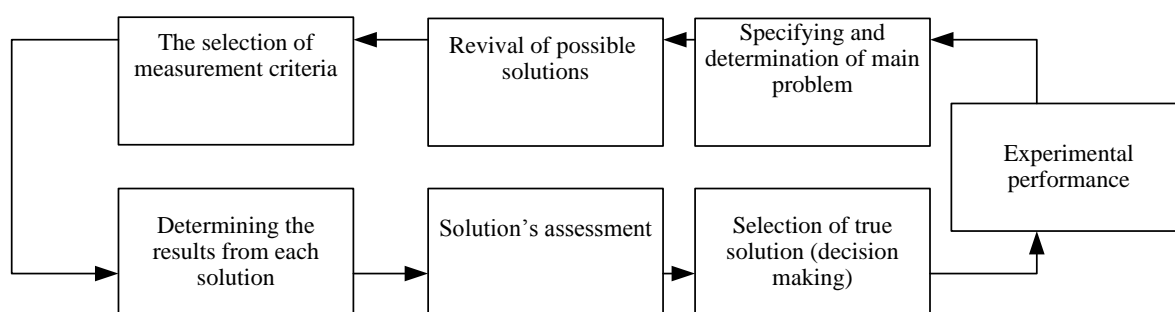 The selection of
measurement criteria
Revival of possible
solutions
Specifying and
determination of main
problem
Experimental
performance
Determining the
results from each
solution
Solution’s assessment
Selection of true
solution (decision
making)